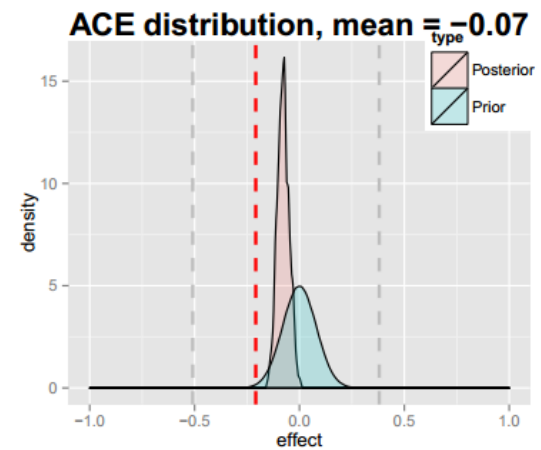 ACE distribution, mean = −0.07
type
Posterior
Prior
15
10
5
0
density
−1.0 −0.5 0.0 0.5 1.0
effect